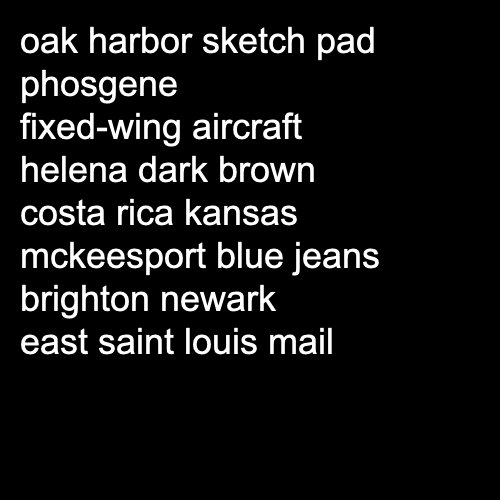 oak harbor sketch pad
phosgene
fixed-wing aircraft
helena dark brown
costa rica kansas
mckeesport blue jeans
brighton newark
east saint louis mail